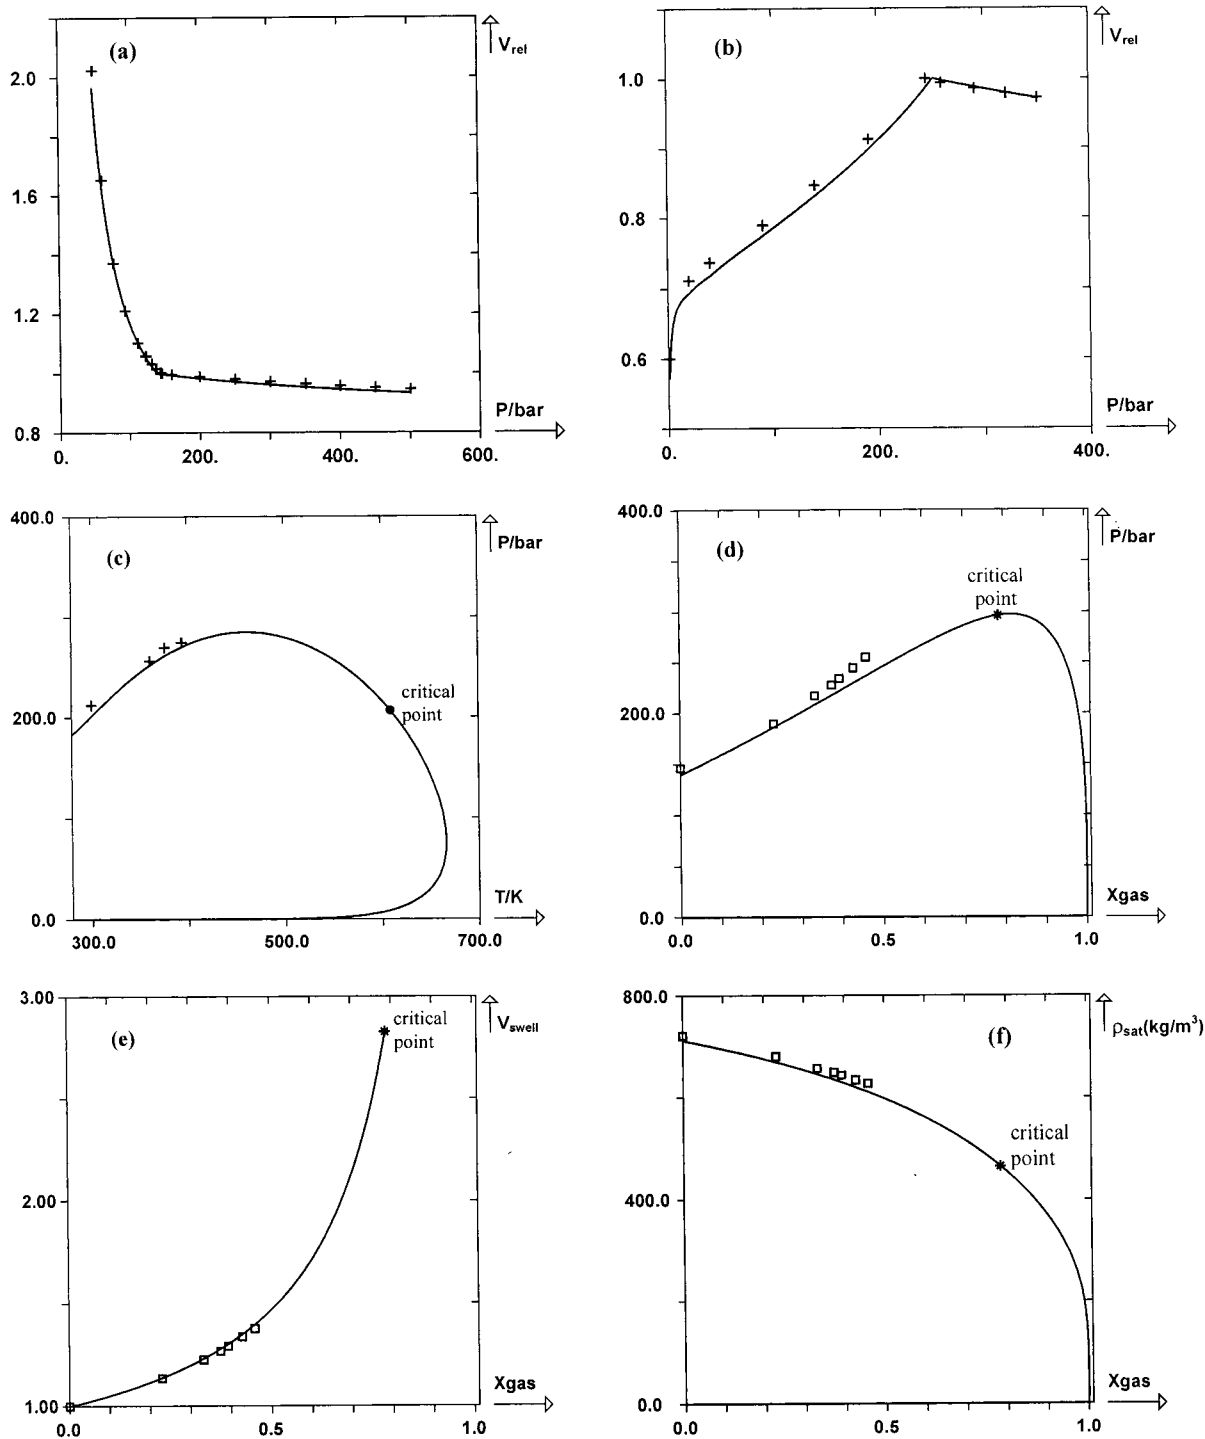 (a)
V_rel
2.0
1.6
1.2
0.8
P/bar
0. 200. 400. 600.
(b)
V_rel
1.0
0.8
0.6
P/bar
0. 200. 400.
400.0
(c)
P/bar
critical
point
200.0
0.0
T/K
300.0 500.0 700.0
400.0
(d)
P/bar
critical
point
200.0
0.0
Xgas
0.0 0.5 1.0
3.00
(e)
V_swell
critical
point
2.00
1.00
Xgas
0.0 0.5 1.0
800.0
(f)
ρ_sat(kg/m³)
critical
point
400.0
0.0
Xgas
0.0 0.5 1.0